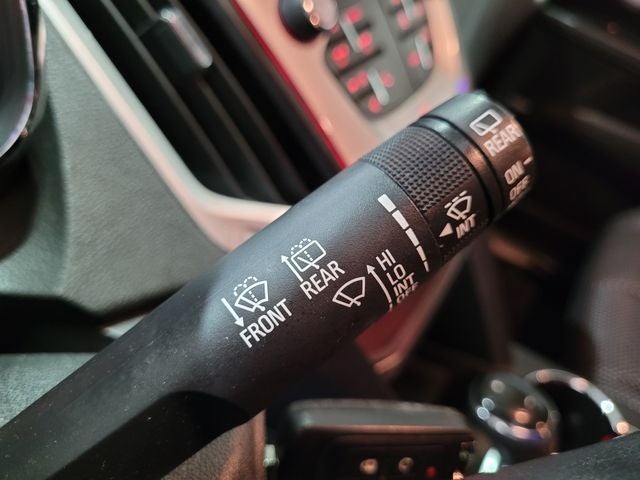 FRONT
REAR
HI
LO
INT
OFF
INT
REAR
ON
OFF